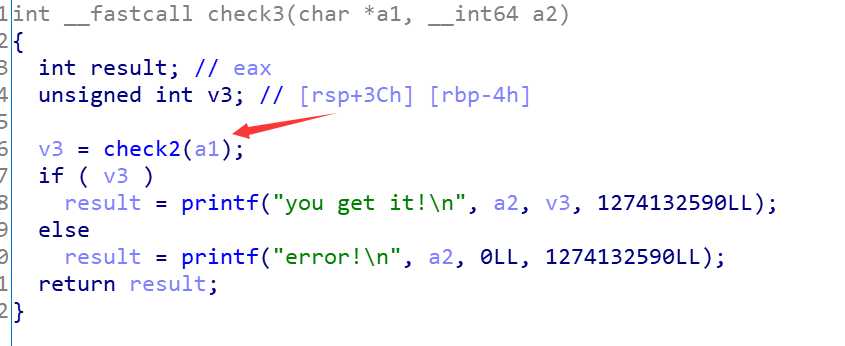 1 int __fastcall check3(char *a1, __int64 a2)
2 {
3   int result; // eax
4   unsigned int v3; // [rsp+3Ch] [rbp-4h]
5
6   v3 = check2(a1);
7   if ( v3 )
8     result = printf("you get it!\n", a2, v3, 1274132590LL);
9   else
0     result = printf("error!\n", a2, 0LL, 1274132590LL);
1   return result;
2 }